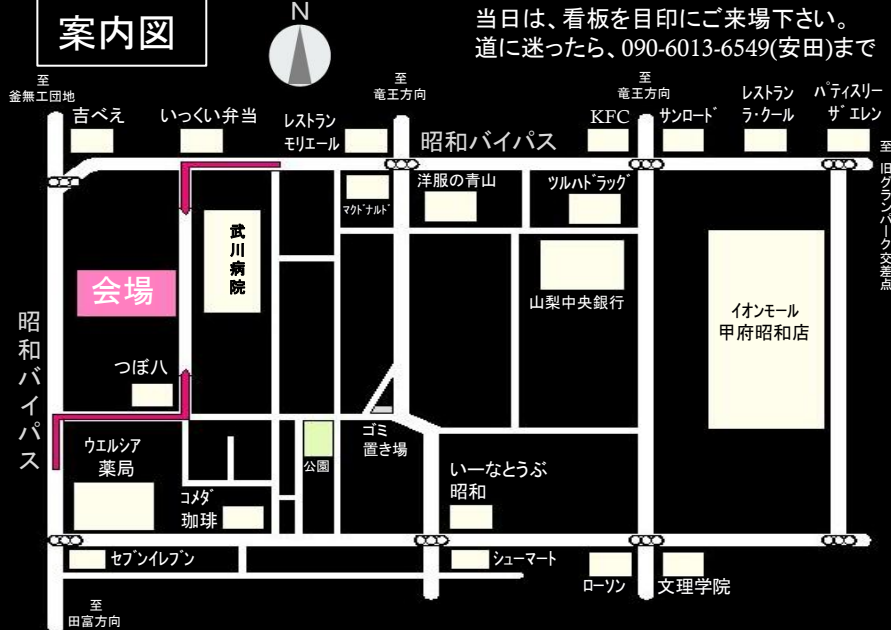 案内図
N
当日は、看板を目印にご来場下さい。
道に迷ったら、090-6013-6549(安田)まで
至
釜無工団地
吉べえ
いっくい弁当
レストラン
モリエール
至
竜王方向
昭和バイパス
至
竜王方向
KFC
サンロード
レストラン
ラ・クール
パティスリー
ザ エレン
至 旧グランパーク交差点
マクドナルド
洋服の青山
ツルハドラッグ
武川病院
会場
山梨中央銀行
イオンモール
甲府昭和店
昭和バイパス
つぼ八
ウエルシア
薬局
公園
ゴミ
置き場
コメダ
珈琲
いーなとうぶ
昭和
セブンイレブン
シューマート
ローソン
文理学院
至
田富方向